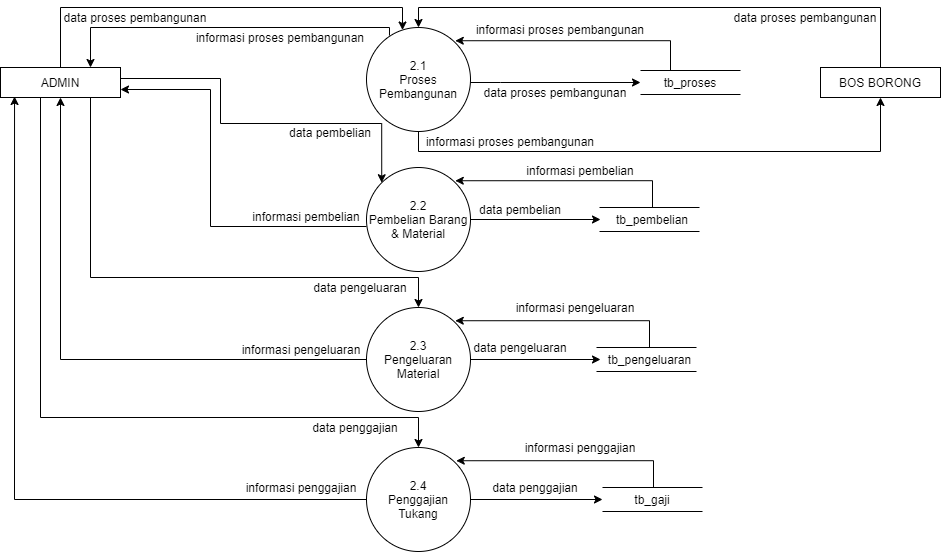 data proses pembangunan
data proses pembangunan
informasi proses pembangunan
informasi proses pembangunan
ADMIN
2.1
Proses
Pembangunan
data proses pembangunan
tb_proses
BOS BORONG
data pembelian
informasi proses pembangunan
informasi pembelian
2.2
Pembelian Barang
& Material
data pembelian
tb_pembelian
informasi pembelian
data pengeluaran
informasi pengeluaran
informasi pengeluaran
2.3
Pengeluaran
Material
data pengeluaran
tb_pengeluaran
data penggajian
informasi penggajian
informasi penggajian
2.4
Penggajian
Tukang
data penggajian
tb_gaji